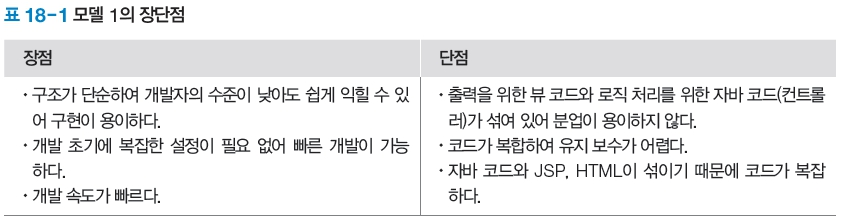 표 18-1 모델 1의 장단점
장점
단점
· 구조가 단순하여 개발자의 수준이 낮아도 쉽게 익힐 수 있
어 구현이 용이하다.
· 개발 초기에 복잡한 설정이 필요 없어 빠른 개발이 가능
하다.
· 개발 속도가 빠르다.
· 출력을 위한 뷰 코드와 로직 처리를 위한 자바 코드(컨트롤
러)가 섞여 있어 분업이 용이하지 않다.
· 코드가 복합하여 유지 보수가 어렵다.
· 자바 코드와 JSP, HTML이 섞이기 때문에 코드가 복잡
하다.